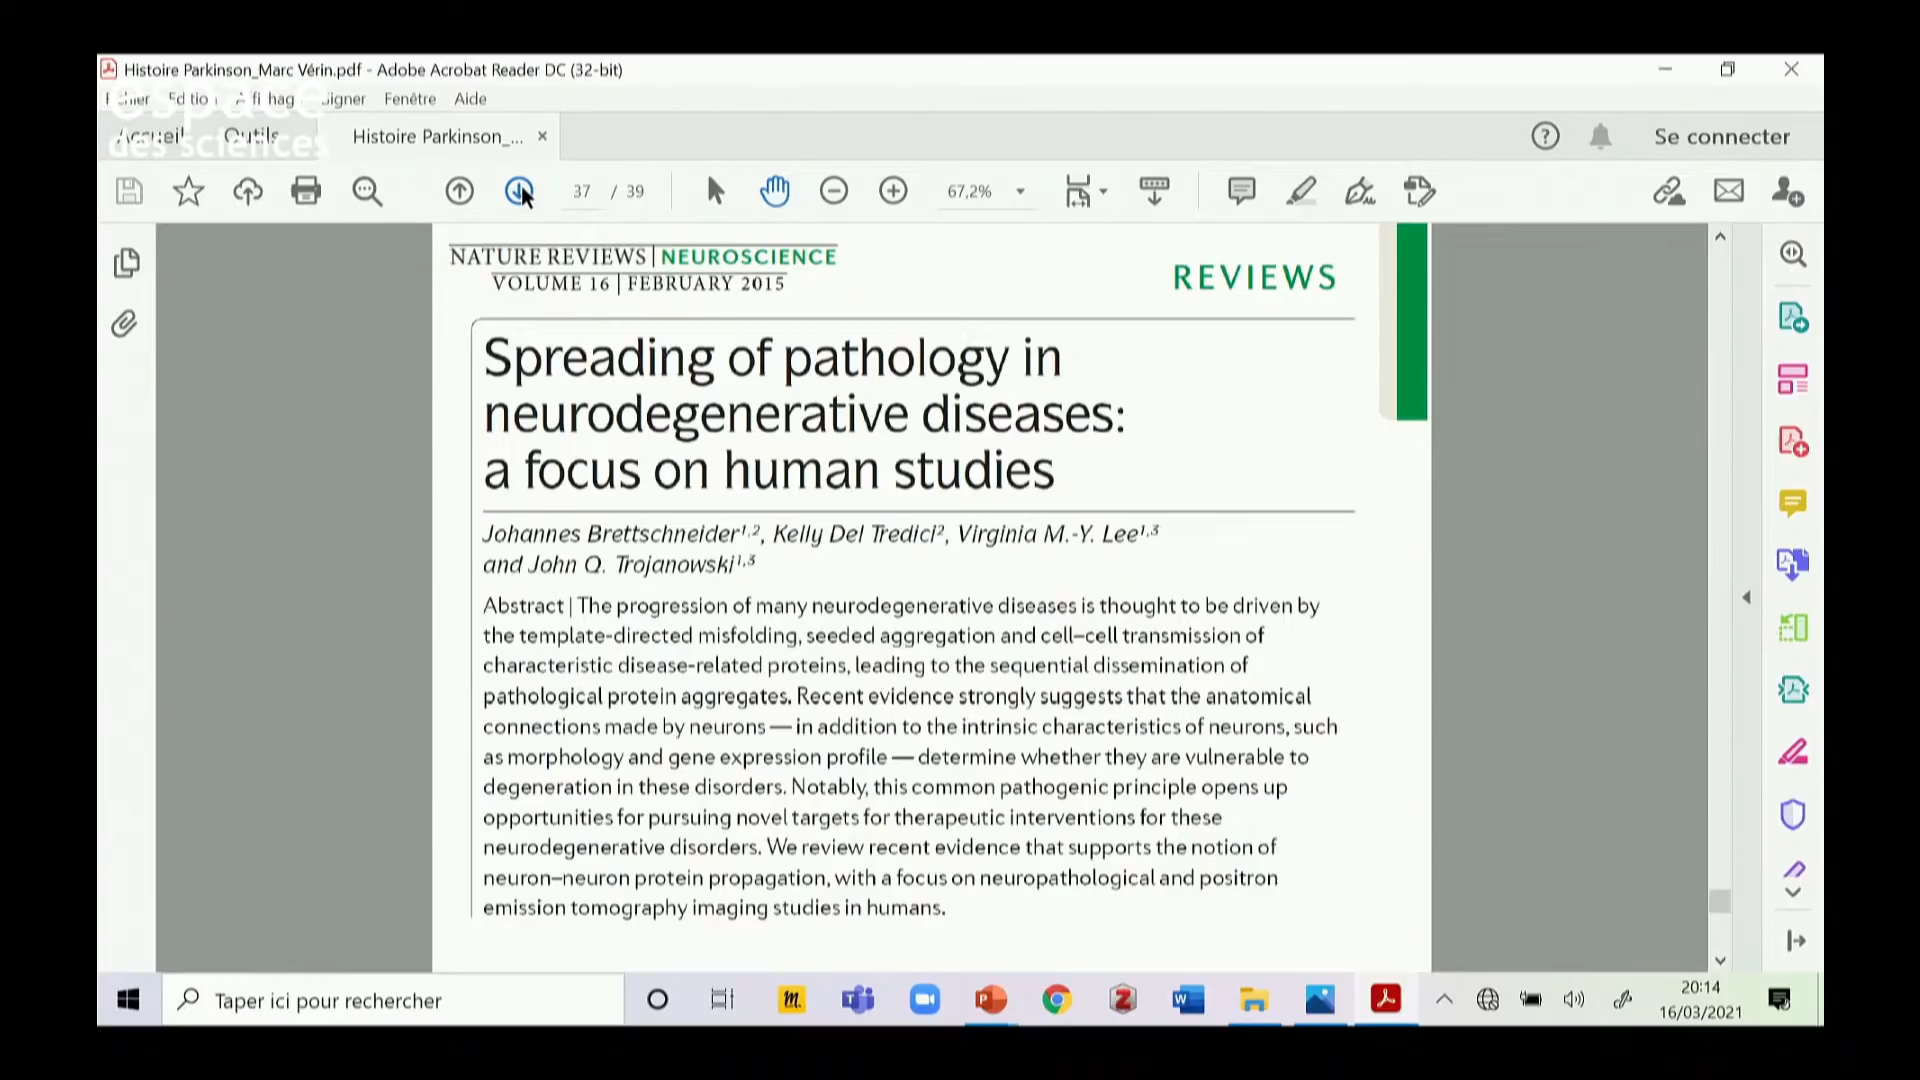 Histoire Parkinson_Marc Vérin.pdf - Adobe Acrobat Reader DC (32-bit)
Fenêtre Aide
espace
des sciences
Accueil Outils Histoire Parkinson_... Se connecter
37 / 39 67,2%
NATURE REVIEWS | NEUROSCIENCE
VOLUME 16 | FEBRUARY 2015
REVIEWS
Spreading of pathology in
neurodegenerative diseases:
a focus on human studies
Johannes Brettschneider¹,², Kelly Del Tredici², Virginia M.-Y. Lee¹,³
and John Q. Trojanowski¹,³
Abstract | The progression of many neurodegenerative diseases is thought to be driven by
the template-directed misfolding, seeded aggregation and cell–cell transmission of
characteristic disease-related proteins, leading to the sequential dissemination of
pathological protein aggregates. Recent evidence strongly suggests that the anatomical
connections made by neurons — in addition to the intrinsic characteristics of neurons, such
as morphology and gene expression profile — determine whether they are vulnerable to
degeneration in these disorders. Notably, this common pathogenic principle opens up
opportunities for pursuing novel targets for therapeutic interventions for these
neurodegenerative disorders. We review recent evidence that supports the notion of
neuron–neuron protein propagation, with a focus on neuropathological and positron
emission tomography imaging studies in humans.
Taper ici pour rechercher
20:14
16/03/2021